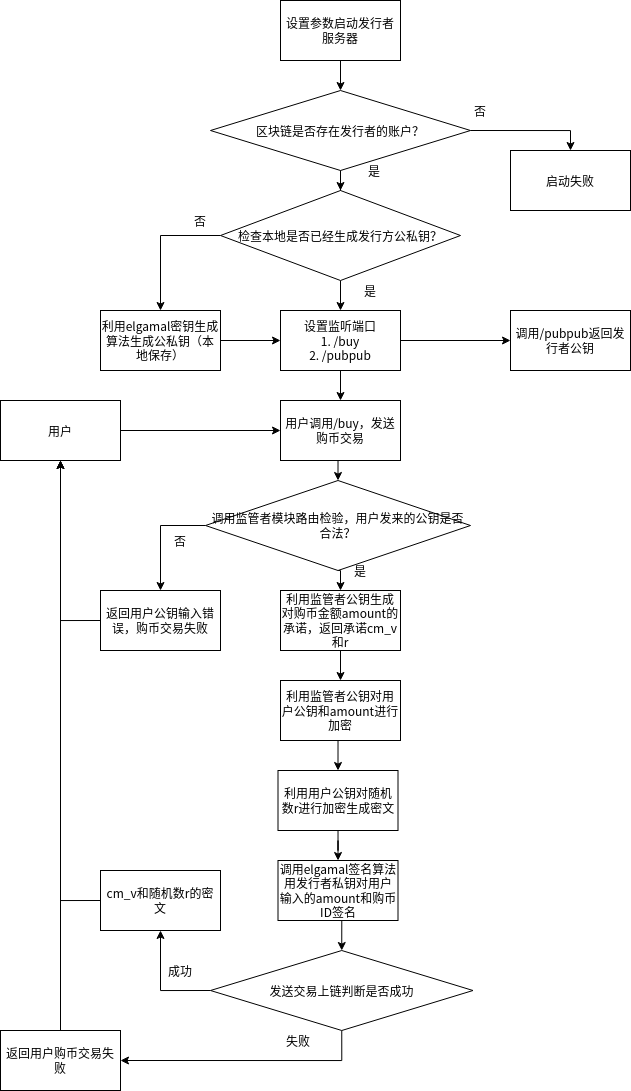 设置参数启动发行者
服务器
否
区块链是否存在发行者的账户？
是
启动失败
否
检查本地是否已经生成发行方公私钥？
是
利用elgamal密钥生成
算法生成公私钥（本
地保存）
设置监听端口
1. /buy
2. /pubpub
调用/pubpub返回发
行者公钥
用户
用户调用/buy，发送
购币交易
调用监管者模块路由检验，用户发来的公钥是否
合法？
否
是
返回用户公钥输入错
误，购币交易失败
利用监管者公钥生成
对购币金额amount的
承诺，返回承诺cm_v
和r
利用监管者公钥对用
户公钥和amount进行
加密
利用用户公钥对随机
数r进行加密生成密文
调用elgamal签名算法
用发行者私钥对用户
输入的amount和购币
ID签名
cm_v和随机数r的密
文
成功
发送交易上链判断是否成功
失败
返回用户购币交易失
败